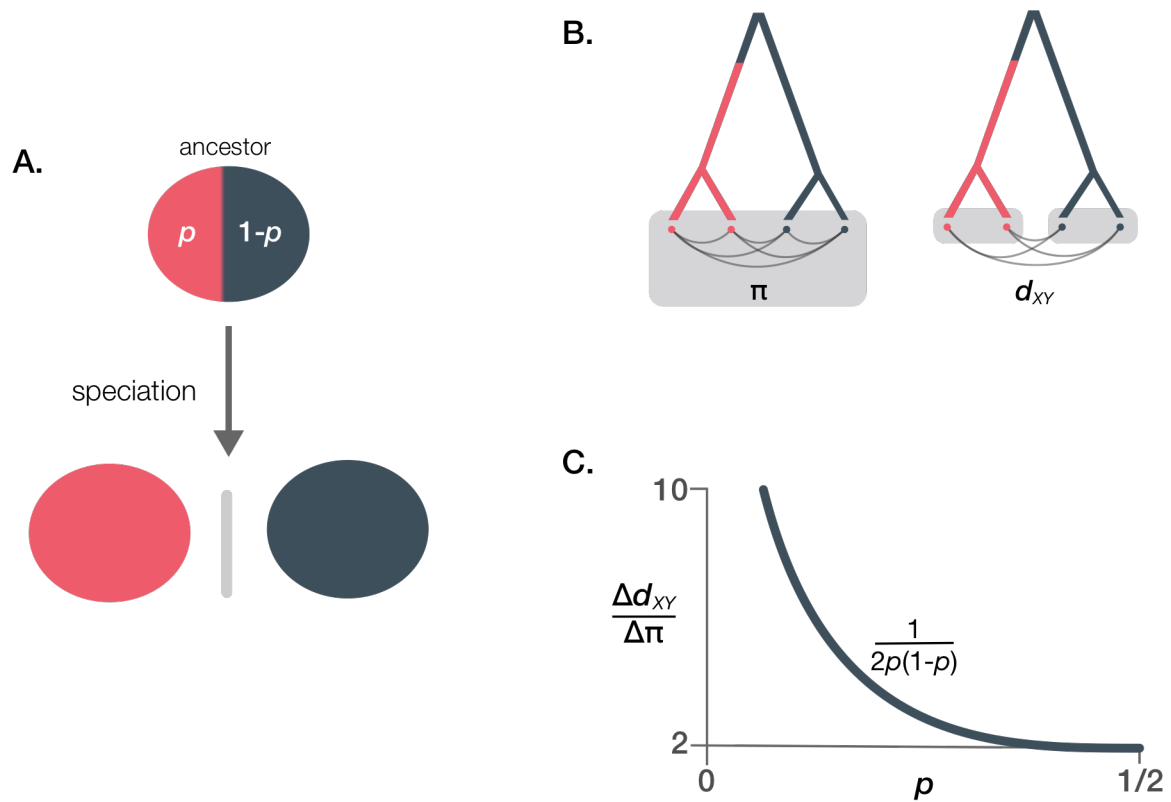 A.
ancestor
p
1-p
speciation
B.
π
dXY
C.
10
ΔdXY
Δπ
1
2p(1-p)
2
0
p
1/2